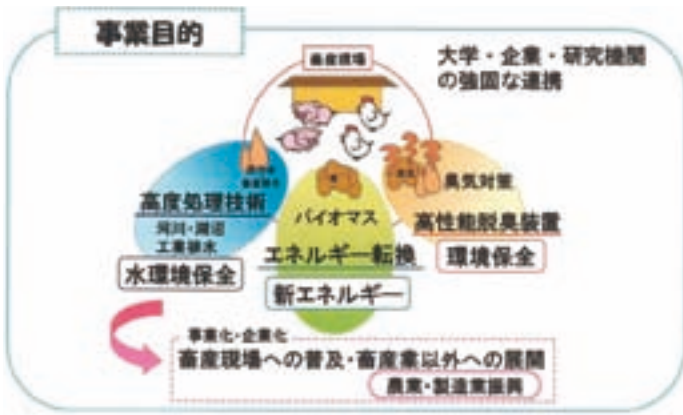 事業目的
畜産現場
大学・企業・研究機関
の強固な連携
高度処理技術
河川・湖沼
工業排水
水環境保全
バイオマス
エネルギー転換
新エネルギー
臭気対策
高性能脱臭装置
環境保全
事業化・企業化
畜産現場への普及・畜産業以外への展開
農業・製造業振興